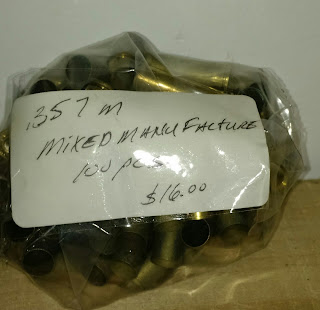 .357 m
MIXED MANUFACTURE
100 pcs
$16.00